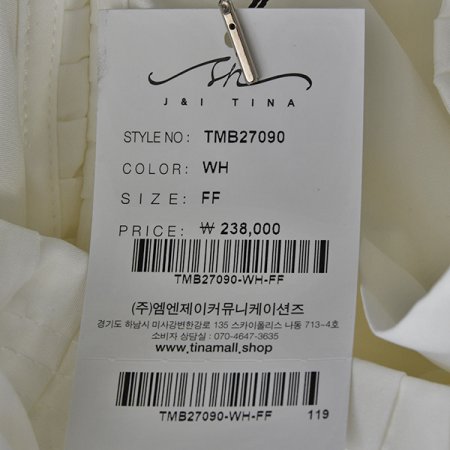 J&I TINA
STYLE NO: TMB27090
COLOR: WH
SIZE: FF
PRICE: ₩ 238,000
TMB27090-WH-FF
(주)엠엔제이커뮤니케이션즈
경기도 하남시 미사강변한강로 135 스카이폴리스 나동 713-4호
소비자 상담실 : 070-4647-3635
www.tinamall.shop
TMB27090-WH-FF 119